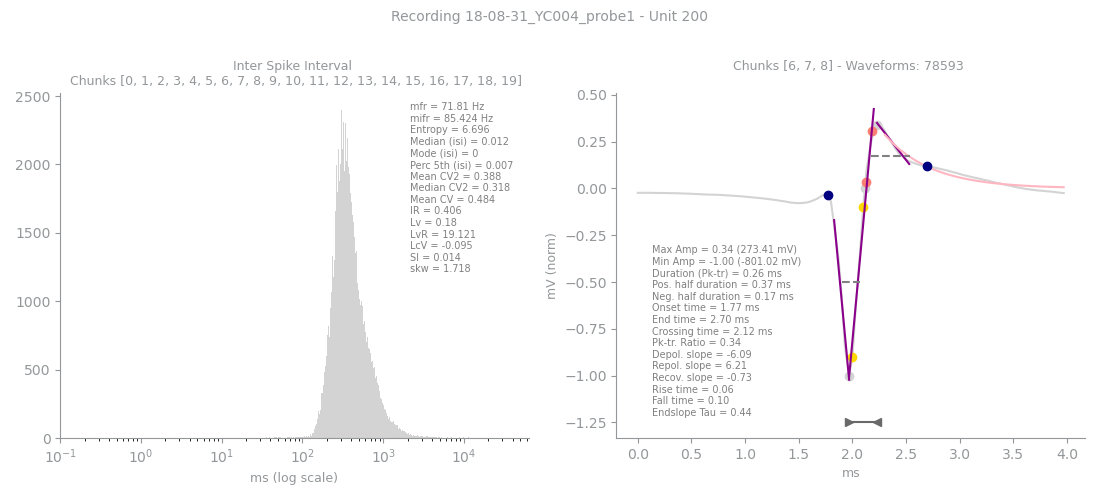 Recording 18-08-31_YC004_probe1 - Unit 200
Inter Spike Interval
Chunks [0, 1, 2, 3, 4, 5, 6, 7, 8, 9, 10, 11, 12, 13, 14, 15, 16, 17, 18, 19]
2500
2000
1500
1000
500
0
mfr = 71.81 Hz
mifr = 85.424 Hz
Entropy = 6.696
Median (isi) = 0.012
Mode (isi) = 0
Perc 5th (isi) = 0.007
Mean CV2 = 0.388
Median CV2 = 0.318
Mean CV = 0.484
IR = 0.406
Lv = 0.18
LvR = 19.121
LcV = -0.095
SI = 0.014
skw = 1.718
10⁻¹ 10⁰ 10¹ 10² 10³ 10⁴
ms (log scale)
Chunks [6, 7, 8] - Waveforms: 78593
mV (norm)
0.50
0.25
0.00
−0.25
−0.50
−0.75
−1.00
−1.25
Max Amp = 0.34 (273.41 mV)
Min Amp = -1.00 (-801.02 mV)
Duration (Pk-tr) = 0.26 ms
Pos. half duration = 0.37 ms
Neg. half duration = 0.17 ms
Onset time = 1.77 ms
End time = 2.70 ms
Crossing time = 2.12 ms
Pk-tr. Ratio = 0.34
Depol. slope = -6.09
Repol. slope = 6.21
Recov. slope = -0.73
Rise time = 0.06
Fall time = 0.10
Endslope Tau = 0.44
0.0 0.5 1.0 1.5 2.0 2.5 3.0 3.5 4.0
ms